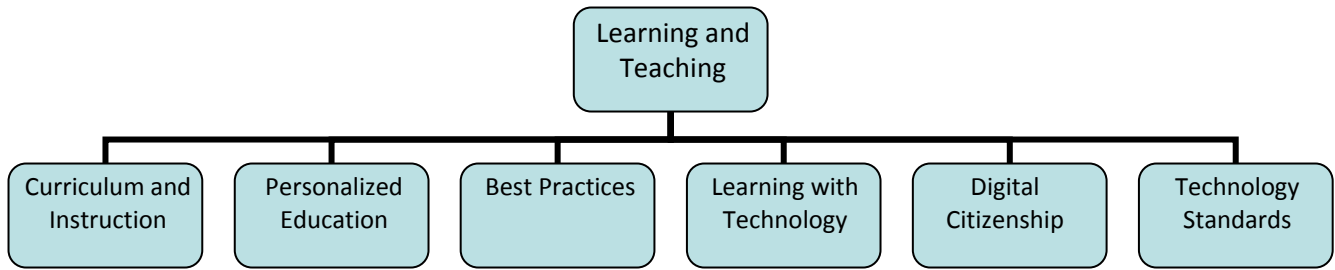 Learning and
Teaching
Curriculum and
Instruction
Personalized
Education
Best Practices
Learning with
Technology
Digital
Citizenship
Technology
Standards